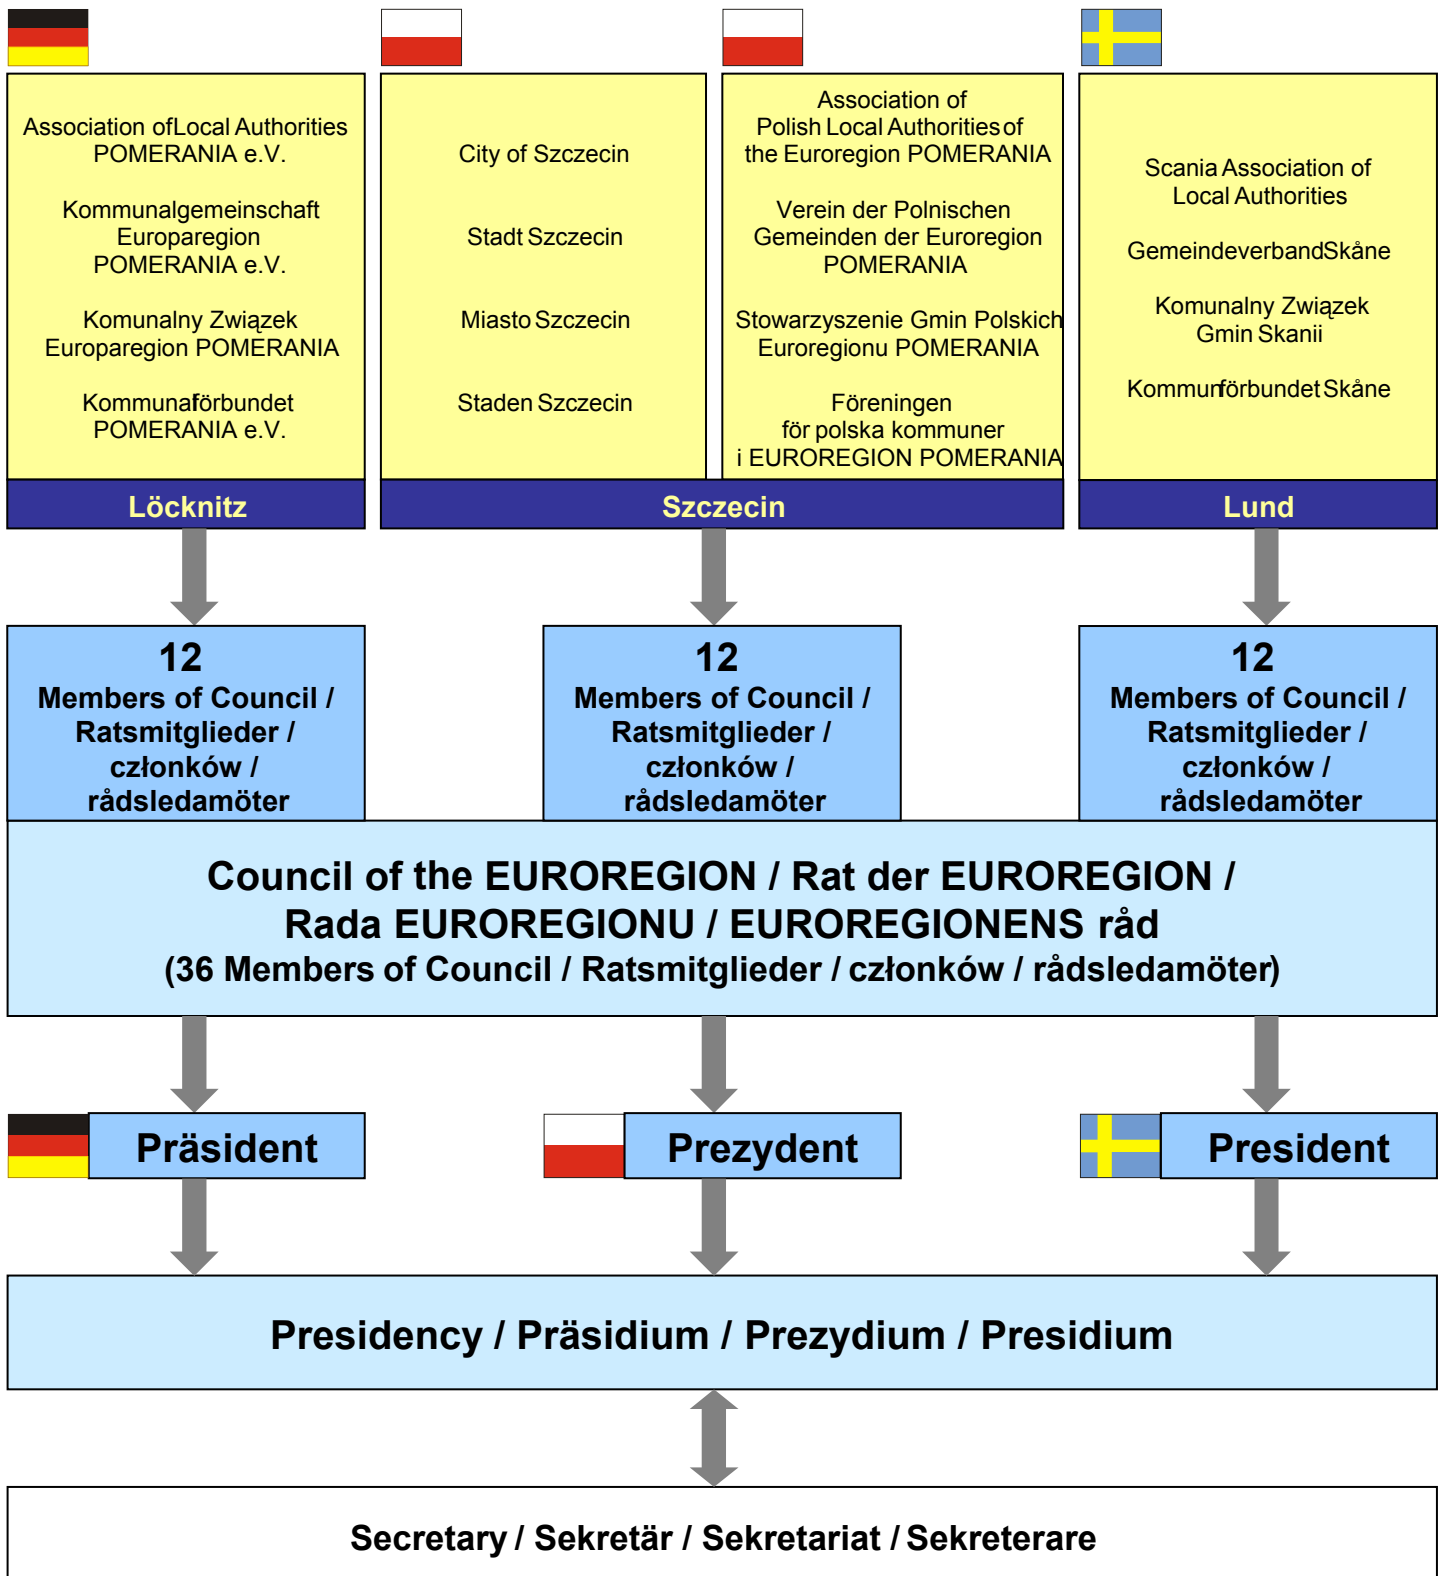 Association of Local Authorities
POMERANIA e.V.
Kommunalgemeinschaft
Europaregion
POMERANIA e.V.
Komunalny Związek
Europaregion POMERANIA
Kommunalförbundet
POMERANIA e.V.
Löcknitz
City of Szczecin
Stadt Szczecin
Miasto Szczecin
Staden Szczecin
Association of
Polish Local Authorities of
the Euroregion POMERANIA
Verein der Polnischen
Gemeinden der Euroregion
POMERANIA
Stowarzyszenie Gmin Polskich
Euroregionu POMERANIA
Föreningen
för polska kommuner
i EUROREGION POMERANIA
Szczecin
Scania Association of
Local Authorities
Gemeindeverband Skåne
Komunalny Związek
Gmin Skanii
Kommunförbundet Skåne
Lund
12
Members of Council /
Ratsmitglieder /
członków /
rådsledamöter
12
Members of Council /
Ratsmitglieder /
członków /
rådsledamöter
12
Members of Council /
Ratsmitglieder /
członków /
rådsledamöter
Council of the EUROREGION / Rat der EUROREGION /
Rada EUROREGIONU / EUROREGIONENS råd
(36 Members of Council / Ratsmitglieder / członków / rådsledamöter)
Präsident
Prezydent
President
Presidency / Präsidium / Prezydium / Presidium
Secretary / Sekretär / Sekretariat / Sekreterare